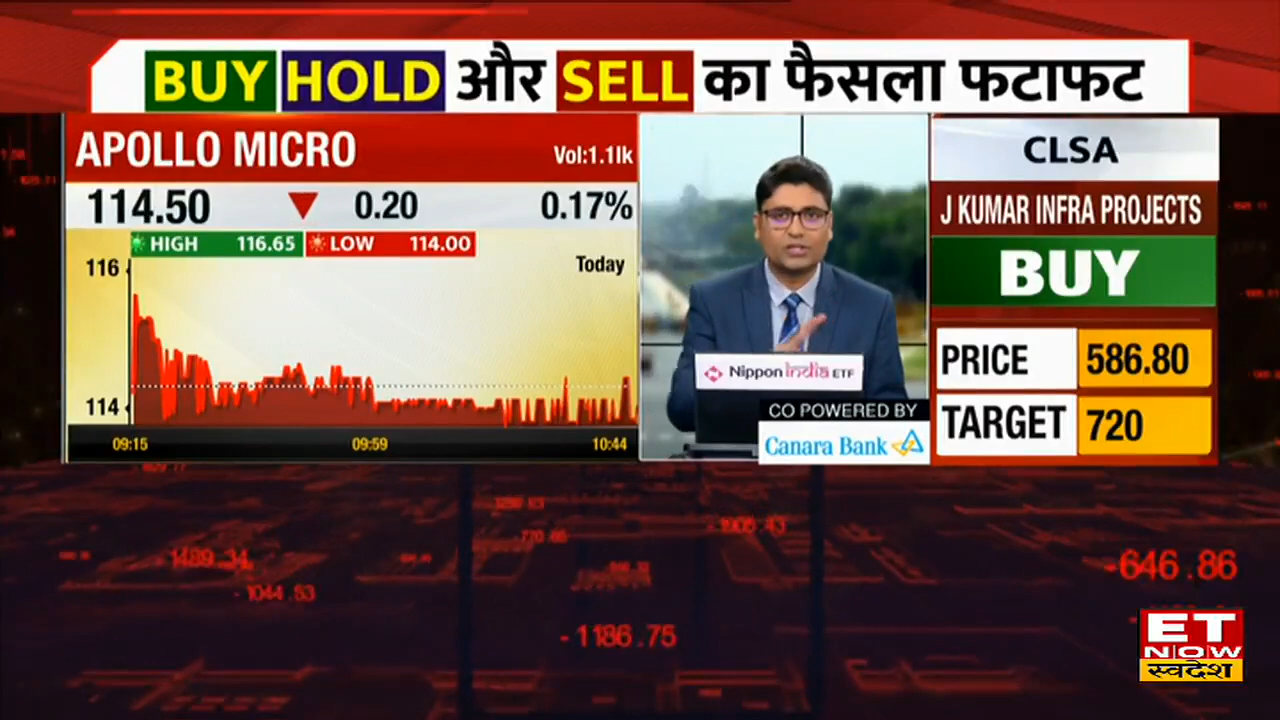 BUY HOLD और SELL का फैसला फटाफट
APOLLO MICRO
Vol:1.1lk
114.50 0.20 0.17%
HIGH 116.65 LOW 114.00
Today
116
114
09:15 09:59 10:44
Nippon india ETF
CO POWERED BY
Canara Bank
CLSA
J KUMAR INFRA PROJECTS
BUY
PRICE 586.80
TARGET 720
-1489.34
-1044.53
-1186.75
-646.86
ET
NOW
स्वदेश